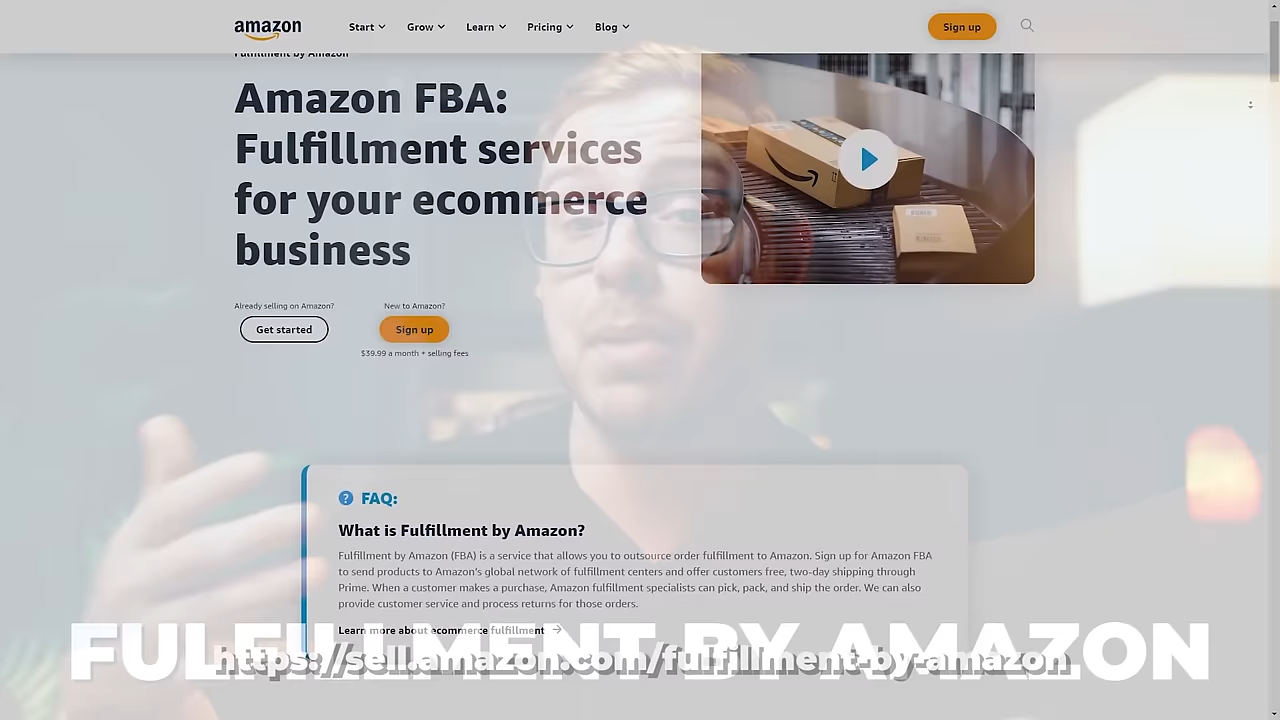 amazon
Start
Grow
Learn
Pricing
Blog
Sign up
Fulfillment by Amazon
Amazon FBA:
Fulfillment services
for your ecommerce
business
Already selling on Amazon?
Get started
New to Amazon?
Sign up
$39.99 a month + selling fees
FAQ:
What is Fulfillment by Amazon?
Fulfillment by Amazon (FBA) is a service that allows you to outsource order fulfillment to Amazon. Sign up for Amazon FBA
to send products to Amazon's global network of fulfillment centers and offer customers free, two-day shipping through
Prime. When a customer makes a purchase, Amazon fulfillment specialists can pick, pack, and ship the order. We can also
provide customer service and process returns for those orders.
Learn more about ecommerce fulfillment
FULFILLMENT BY AMAZON
https://sell.amazon.com/fulfillment-by-amazon